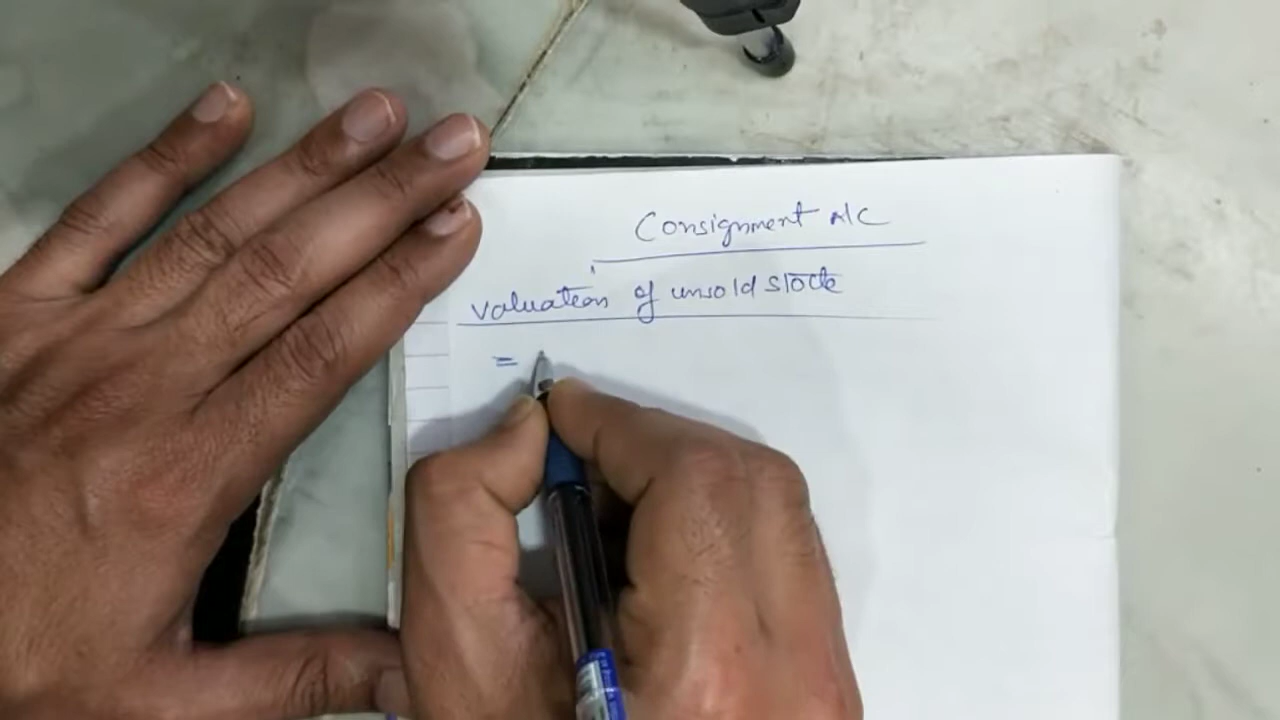 Consignment A/C
valuation of unsold stock
=